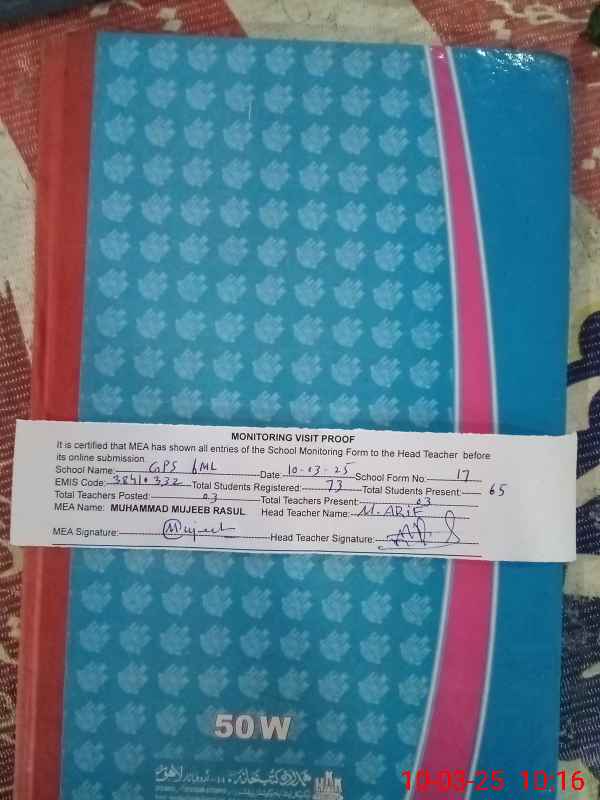 MONITORING VISIT PROOF
It is certified that MEA has shown all entries of the School Monitoring Form to the Head Teacher before
its online submission
School Name: GPS 6ML Date: 10-03-25 School Form No: 17
EMIS Code: 38410332 Total Students Registered: 73 Total Students Present: 65
Total Teachers Posted: 03 Total Teachers Present: 03
MEA Name: MUHAMMAD MUJEEB RASUL Head Teacher Name: M. ARIF
MEA Signature: Mujeeb Head Teacher Signature:
50W
10-03-25 10:16